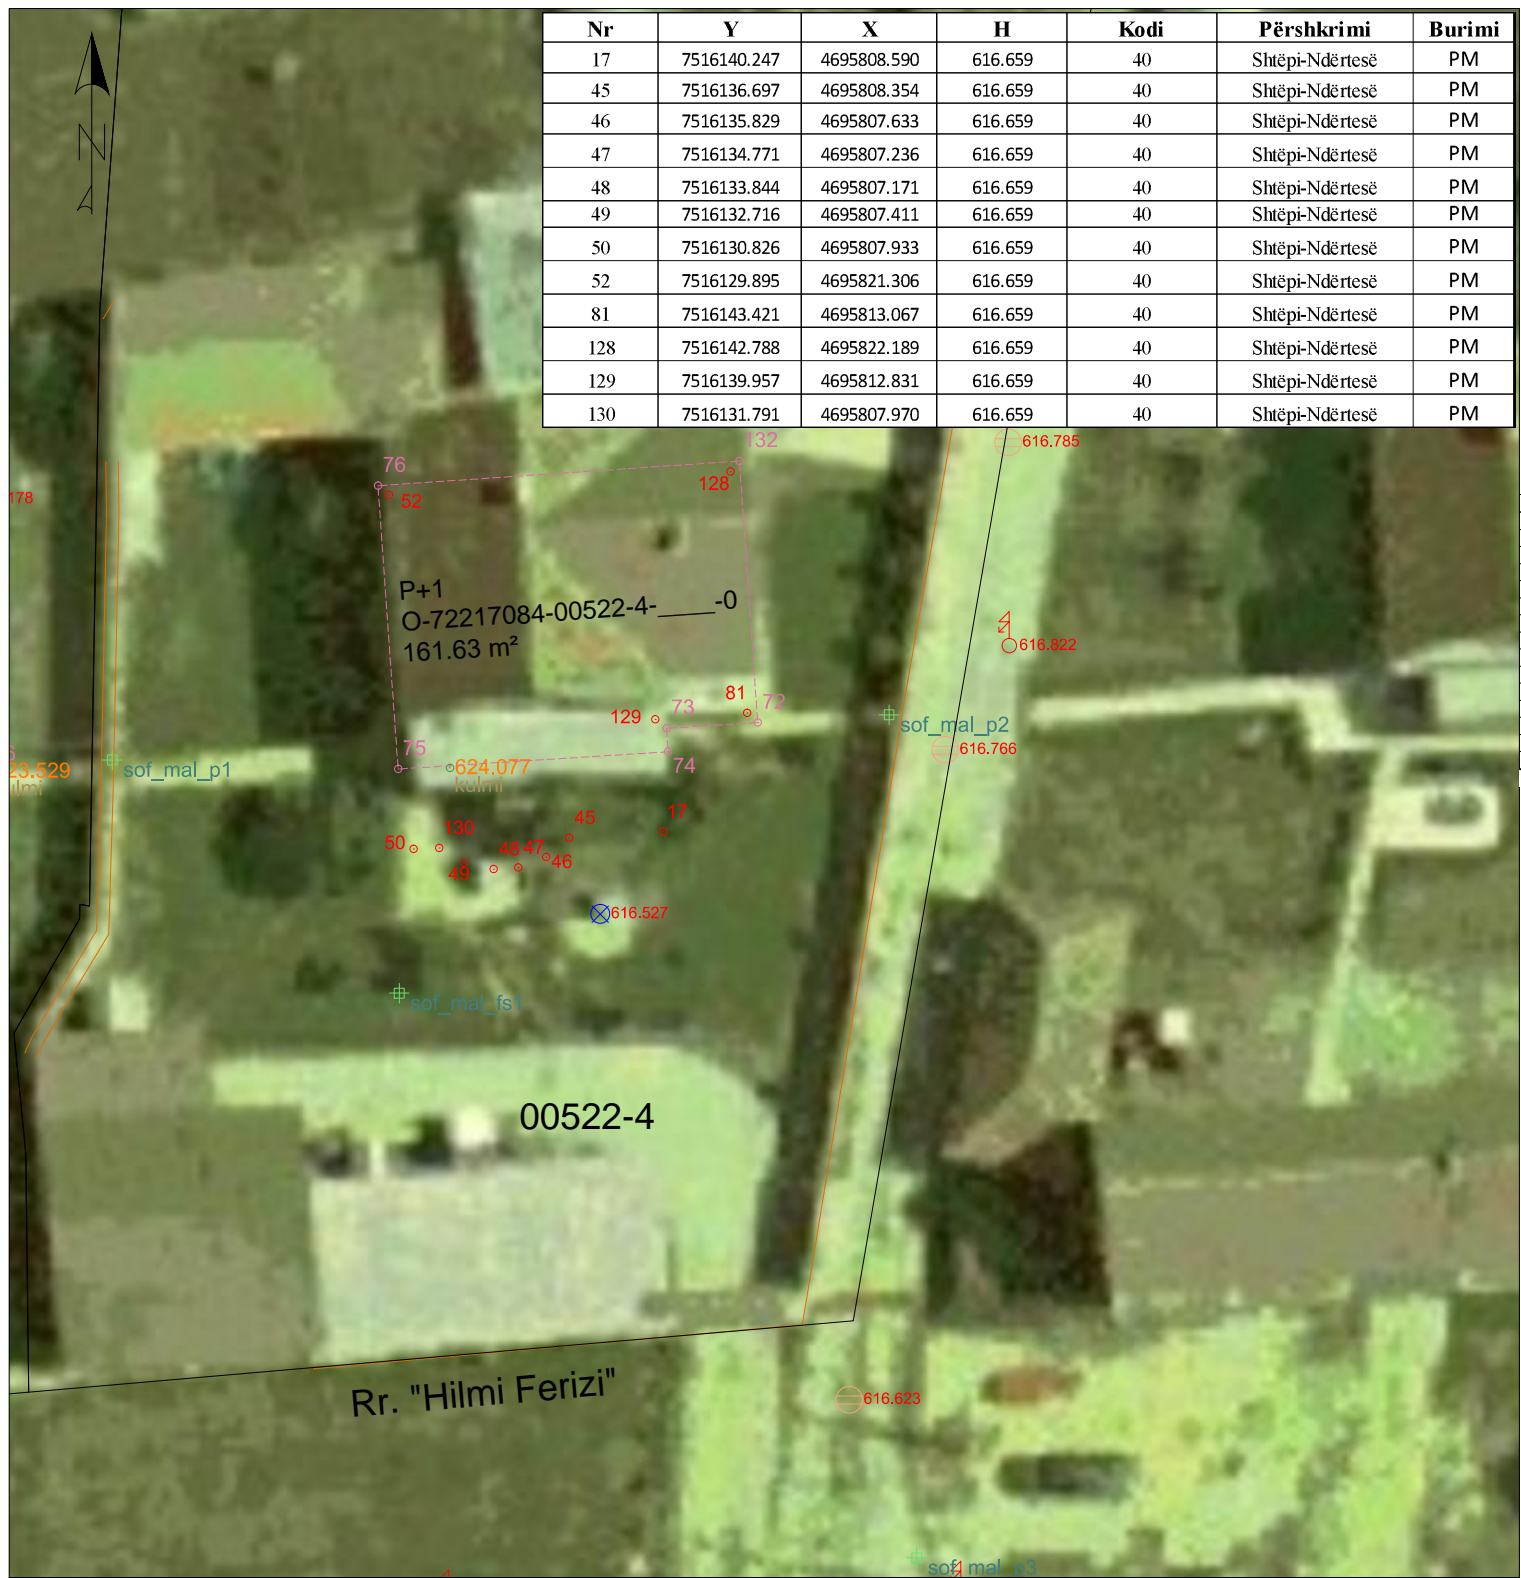 Nr Y X H Kodi Përshkrimi Burimi
17 7516140.247 4695808.590 616.659 40 Shtëpi-Ndërtesë PM
45 7516136.697 4695808.354 616.659 40 Shtëpi-Ndërtesë PM
46 7516135.829 4695807.633 616.659 40 Shtëpi-Ndërtesë PM
47 7516134.771 4695807.236 616.659 40 Shtëpi-Ndërtesë PM
48 7516133.844 4695807.171 616.659 40 Shtëpi-Ndërtesë PM
49 7516132.716 4695807.411 616.659 40 Shtëpi-Ndërtesë PM
50 7516130.826 4695807.933 616.659 40 Shtëpi-Ndërtesë PM
52 7516129.895 4695821.306 616.659 40 Shtëpi-Ndërtesë PM
81 7516143.421 4695813.067 616.659 40 Shtëpi-Ndërtesë PM
128 7516142.788 4695822.189 616.659 40 Shtëpi-Ndërtesë PM
129 7516139.957 4695812.831 616.659 40 Shtëpi-Ndërtesë PM
130 7516131.791 4695807.970 616.659 40 Shtëpi-Ndërtesë PM
N
132
616.785
76
128
52
178
P+1
O-72217084-00522-4-_____-0
161.63 m²
616.822
81
72
129
73
sof_mal_p2
75
616.766
74
23.529
sof_mal_p1
624.077
kulmi
17
45
130
50
48
47
46
49
616.527
sof_mal_fs1
00522-4
Rr. "Hilmi Ferizi"
616.623
sof_mal_p3